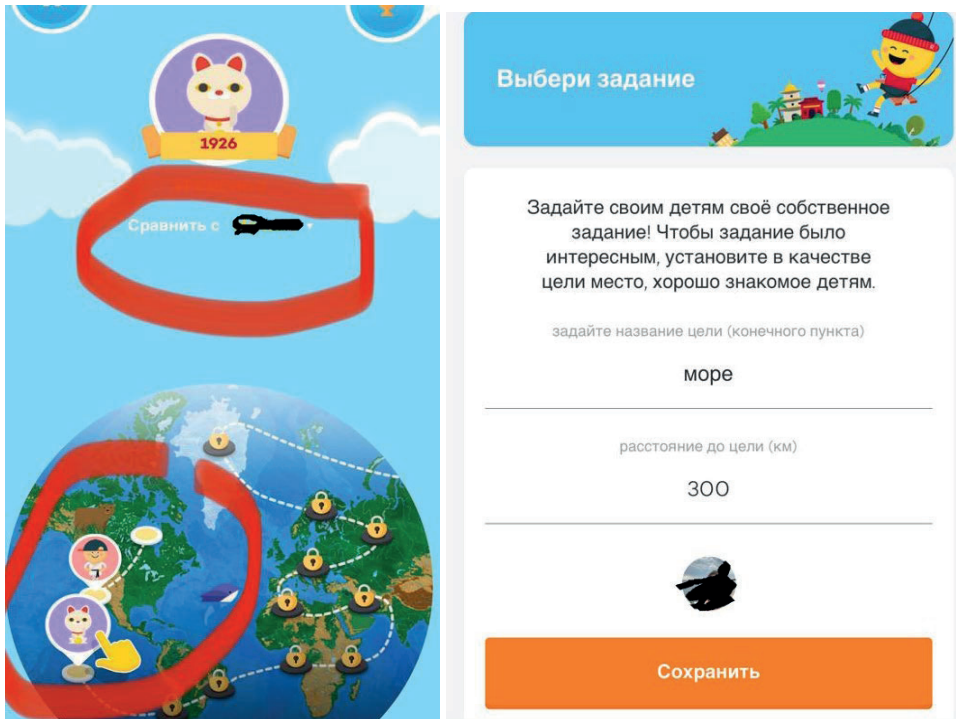 1926
Сравнить с
Выбери задание
Задайте своим детям своё собственное
задание! Чтобы задание было
интересным, установите в качестве
цели место, хорошо знакомое детям.
задайте название цели (конечного пункта)
море
расстояние до цели (км)
300
Сохранить